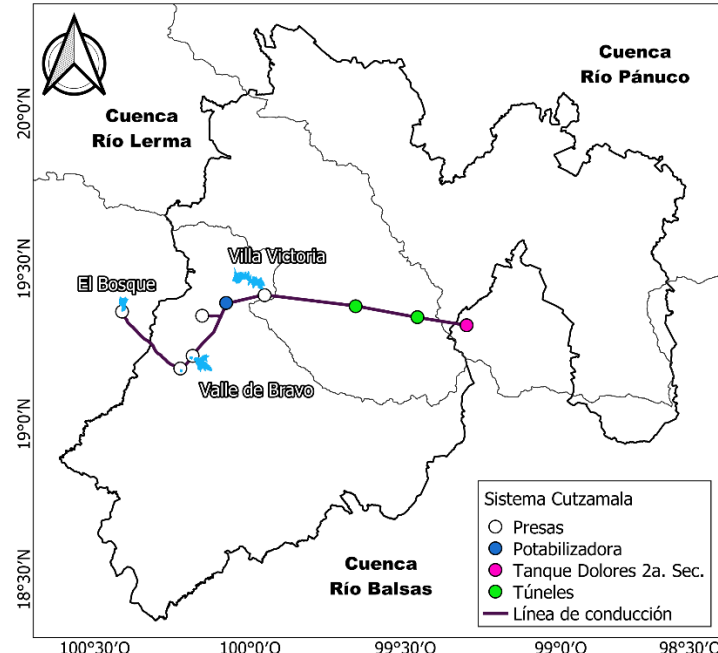 Cuenca
Río Pánuco
Cuenca
Río Lerma
Villa Victoria
El Bosque
Valle de Bravo
Cuenca
Río Balsas
20°0′N
19°30′N
19°0′N
18°30′N
100°30′O
100°0′O
99°30′O
99°0′O
98°30′O
Sistema Cutzamala
Presas
Potabilizadora
Tanque Dolores 2a. Sec.
Túneles
Línea de conducción